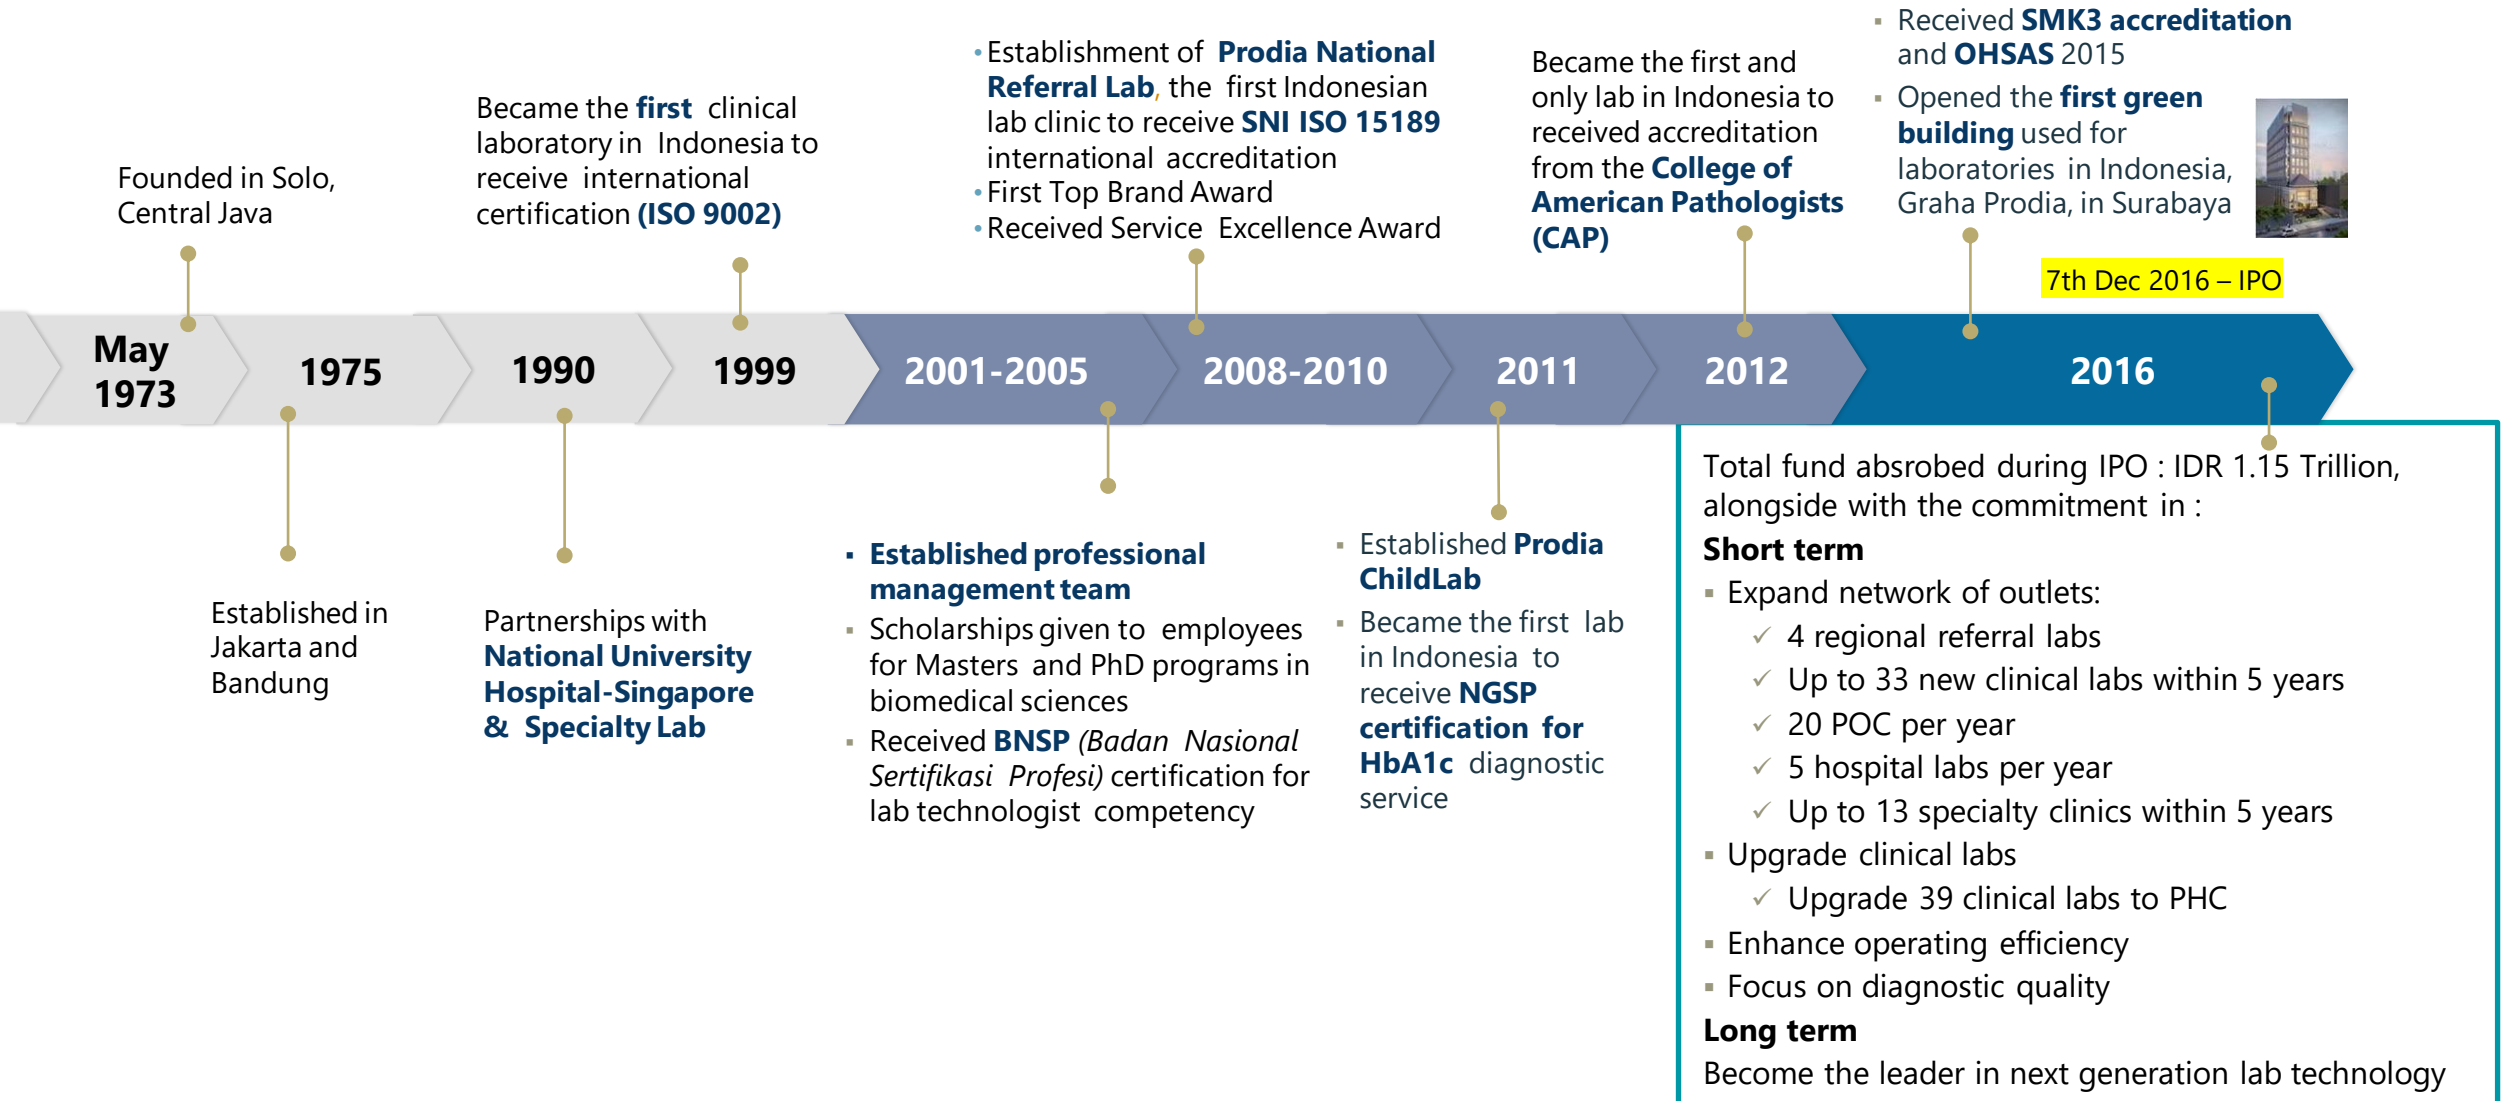 Founded in Solo,
Central Java
Became the first clinical
laboratory in Indonesia to
receive international
certification (ISO 9002)
• Establishment of Prodia National
Referral Lab, the first Indonesian
lab clinic to receive SNI ISO 15189
international accreditation
• First Top Brand Award
• Received Service Excellence Award
Became the first and
only lab in Indonesia to
received accreditation
from the College of
American Pathologists
(CAP)
▪ Received SMK3 accreditation
and OHSAS 2015
▪ Opened the first green
building used for
laboratories in Indonesia,
Graha Prodia, in Surabaya
7th Dec 2016 – IPO
May
1973
1975
1990
1999
2001-2005
2008-2010
2011
2012
2016
Established in
Jakarta and
Bandung
Partnerships with
National University
Hospital-Singapore
& Specialty Lab
▪ Established professional
management team
▪ Scholarships given to employees
for Masters and PhD programs in
biomedical sciences
▪ Received BNSP (Badan Nasional
Sertifikasi Profesi) certification for
lab technologist competency
▪ Established Prodia
ChildLab
▪ Became the first lab
in Indonesia to
receive NGSP
certification for
HbA1c diagnostic
service
Total fund absrobed during IPO : IDR 1.15 Trillion,
alongside with the commitment in :
Short term
▪ Expand network of outlets:
✓ 4 regional referral labs
✓ Up to 33 new clinical labs within 5 years
✓ 20 POC per year
✓ 5 hospital labs per year
✓ Up to 13 specialty clinics within 5 years
▪ Upgrade clinical labs
✓ Upgrade 39 clinical labs to PHC
▪ Enhance operating efficiency
▪ Focus on diagnostic quality
Long term
Become the leader in next generation lab technology